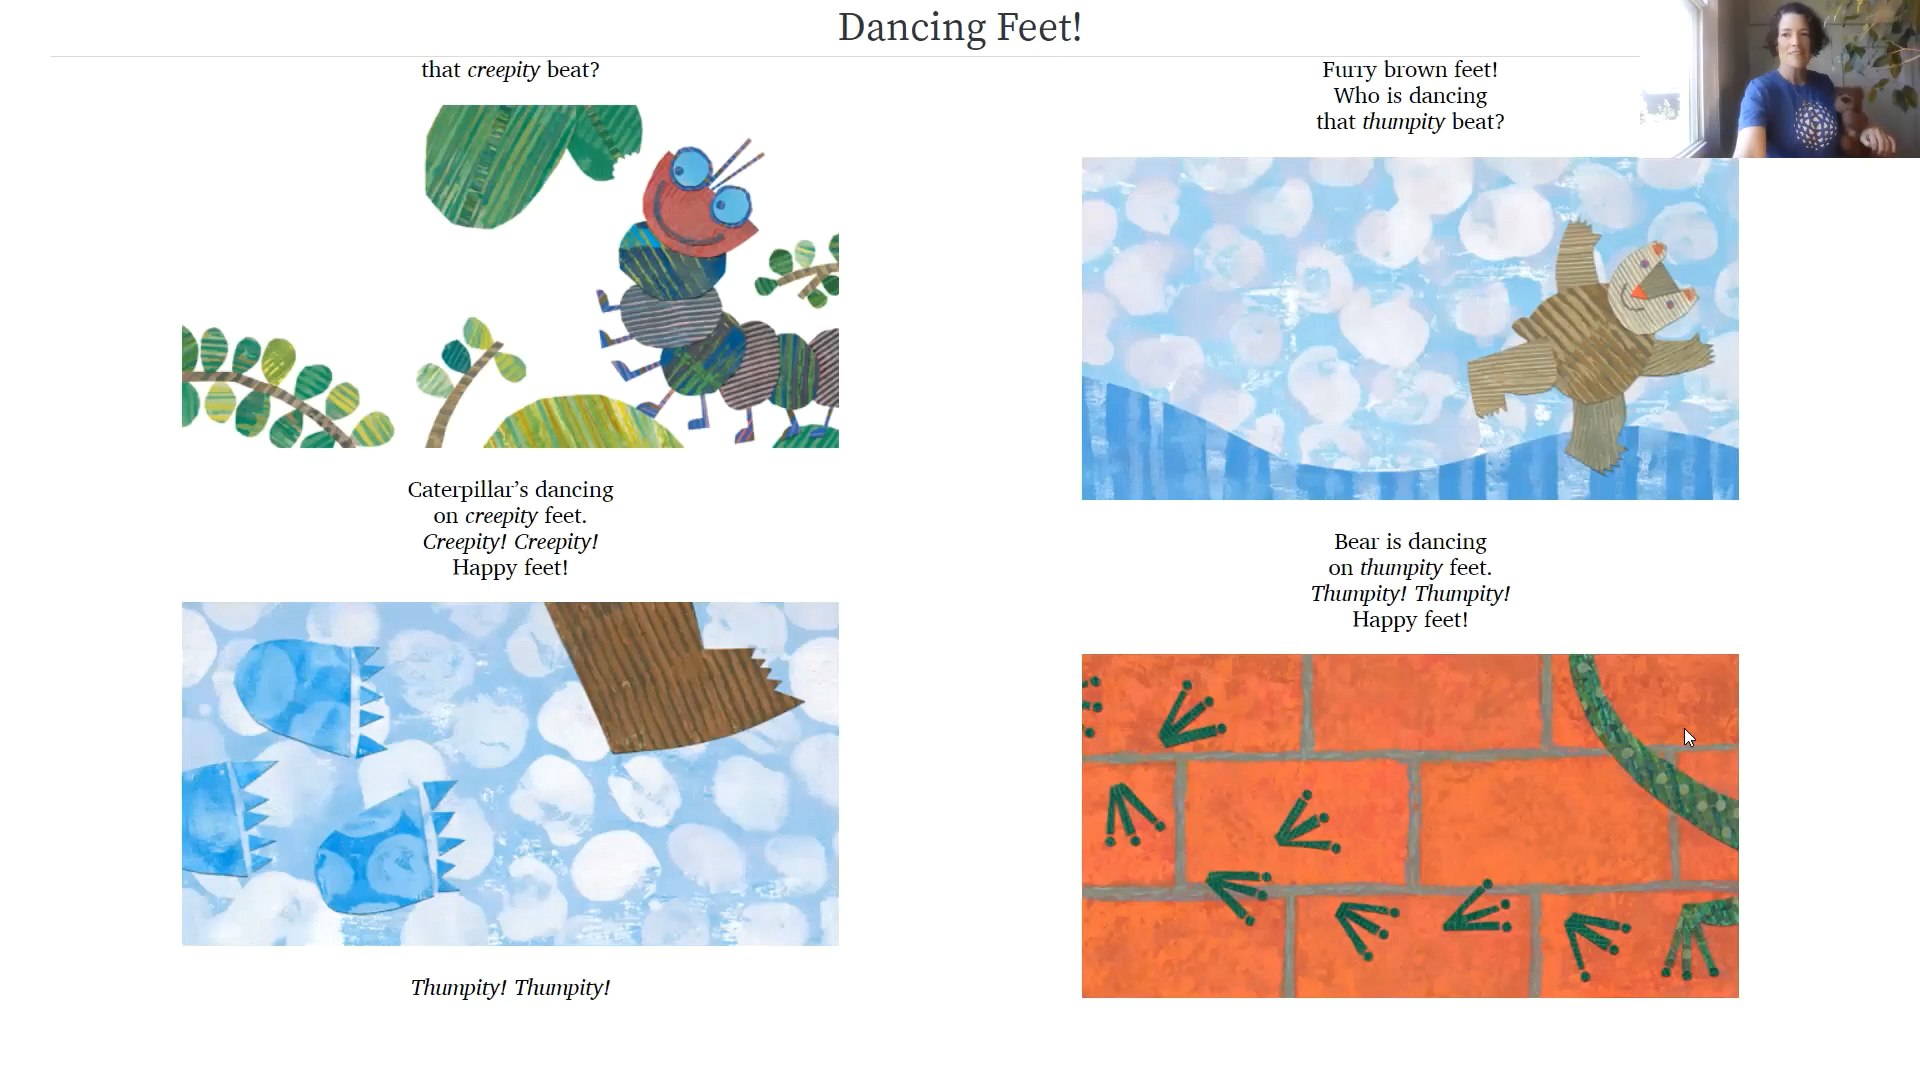 Dancing Feet!
that creepity beat?
Caterpillar’s dancing
on creepity feet.
Creepity! Creepity!
Happy feet!
Thumpity! Thumpity!
Furry brown feet!
Who is dancing
that thumpity beat?
Bear is dancing
on thumpity feet.
Thumpity! Thumpity!
Happy feet!